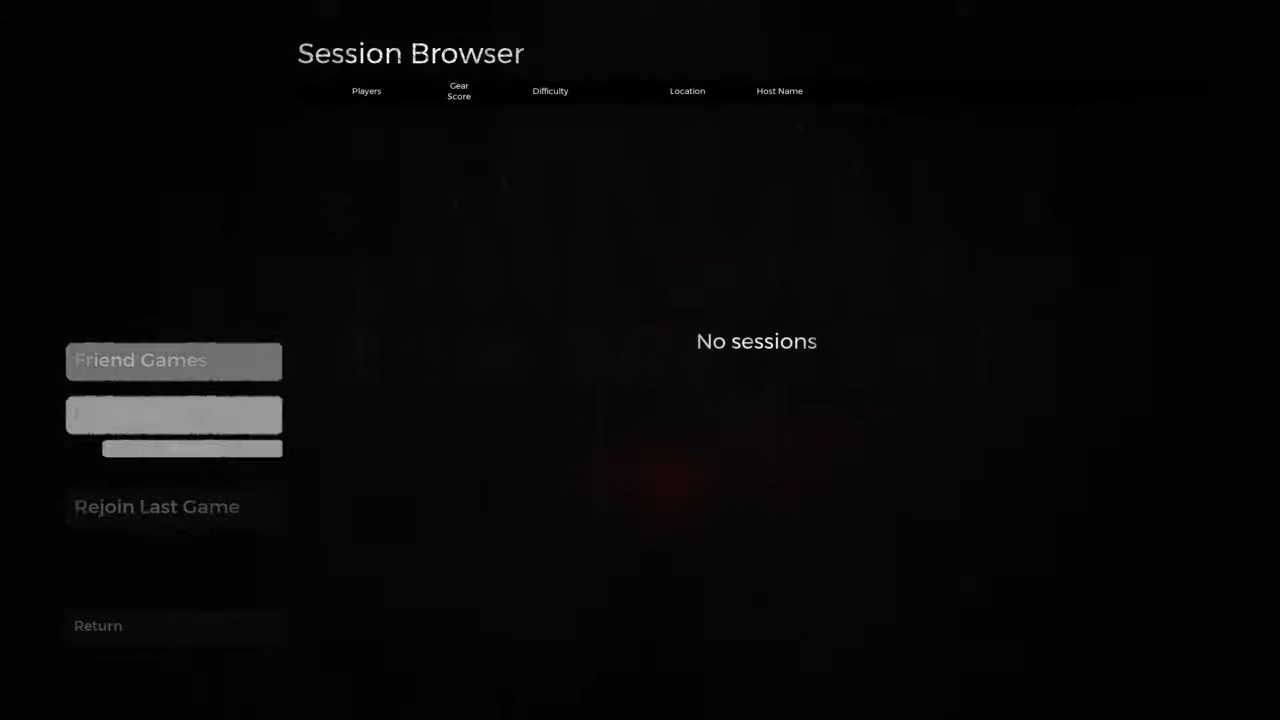 Session Browser
Players
Gear
Score
Difficulty
Location
Host Name
No sessions
Friend Games
Rejoin Last Game
Return